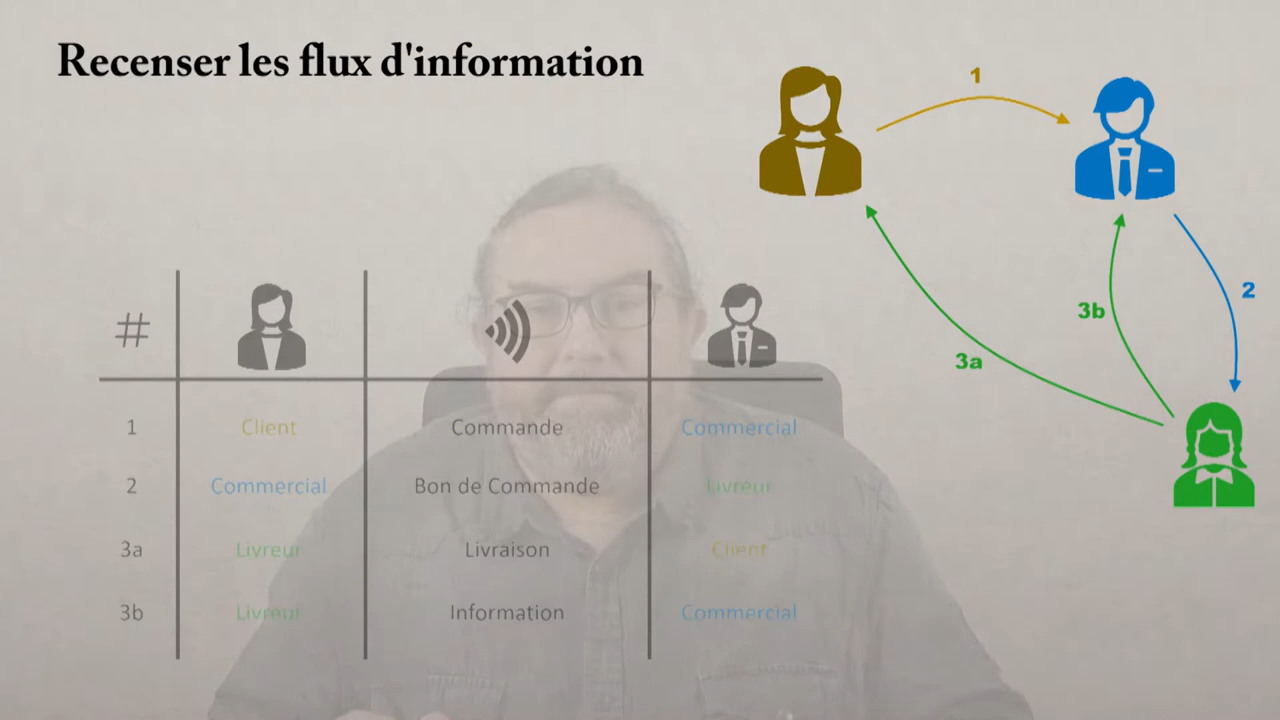 Recenser les flux d'information
1
2
3b
3a
#
1 Client Commande Commercial
2 Commercial Bon de Commande Livreur
3a Livreur Livraison Client
3b Livreur Information Commercial